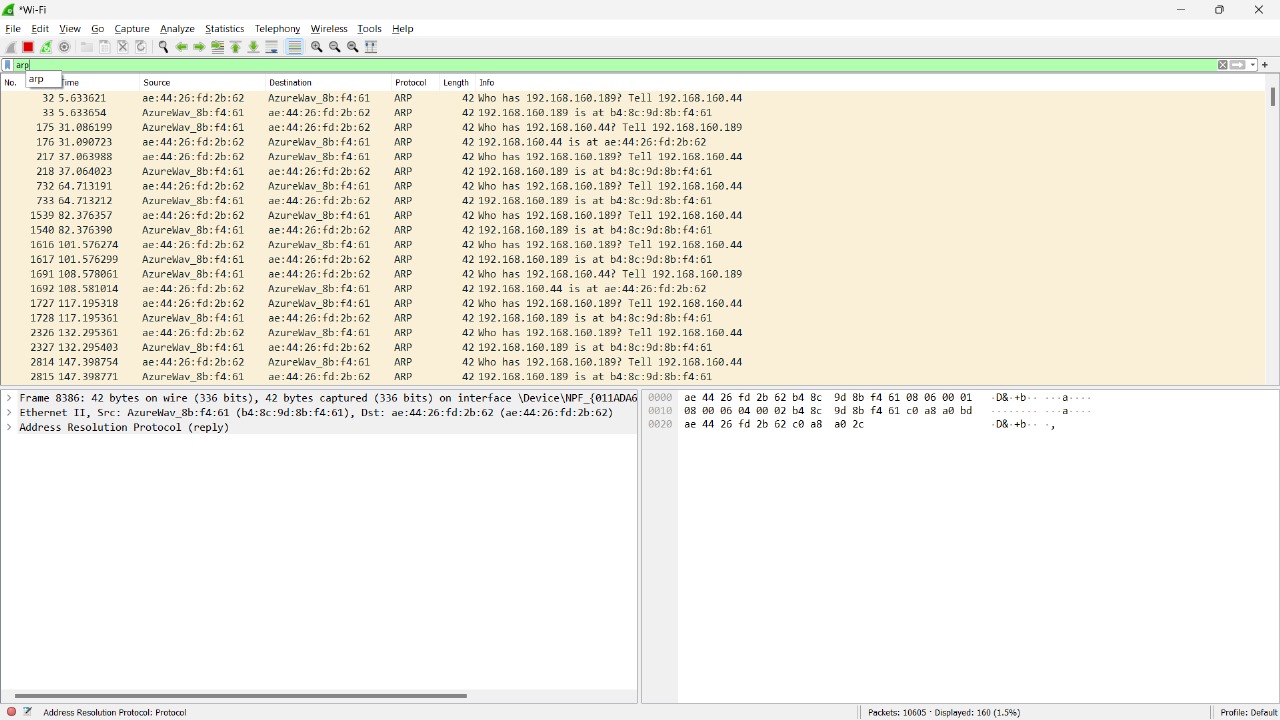 *Wi-Fi
File Edit View Go Capture Analyze Statistics Telephony Wireless Tools Help
arp
arp
No. Time Source Destination Protocol Length Info
32 5.633621 ae:44:26:fd:2b:62 AzureWav_8b:f4:61 ARP 42 Who has 192.168.160.189? Tell 192.168.160.44
33 5.633654 AzureWav_8b:f4:61 ae:44:26:fd:2b:62 ARP 42 192.168.160.189 is at b4:8c:9d:8b:f4:61
175 31.086199 AzureWav_8b:f4:61 ae:44:26:fd:2b:62 ARP 42 Who has 192.168.160.44? Tell 192.168.160.189
176 31.090723 ae:44:26:fd:2b:62 AzureWav_8b:f4:61 ARP 42 192.168.160.44 is at ae:44:26:fd:2b:62
217 37.063988 ae:44:26:fd:2b:62 AzureWav_8b:f4:61 ARP 42 Who has 192.168.160.189? Tell 192.168.160.44
218 37.064023 AzureWav_8b:f4:61 ae:44:26:fd:2b:62 ARP 42 192.168.160.189 is at b4:8c:9d:8b:f4:61
732 64.713191 ae:44:26:fd:2b:62 AzureWav_8b:f4:61 ARP 42 Who has 192.168.160.189? Tell 192.168.160.44
733 64.713212 AzureWav_8b:f4:61 ae:44:26:fd:2b:62 ARP 42 192.168.160.189 is at b4:8c:9d:8b:f4:61
1539 82.376357 ae:44:26:fd:2b:62 AzureWav_8b:f4:61 ARP 42 Who has 192.168.160.189? Tell 192.168.160.44
1540 82.376390 AzureWav_8b:f4:61 ae:44:26:fd:2b:62 ARP 42 192.168.160.189 is at b4:8c:9d:8b:f4:61
1616 101.576274 ae:44:26:fd:2b:62 AzureWav_8b:f4:61 ARP 42 Who has 192.168.160.189? Tell 192.168.160.44
1617 101.576299 AzureWav_8b:f4:61 ae:44:26:fd:2b:62 ARP 42 192.168.160.189 is at b4:8c:9d:8b:f4:61
1691 108.578061 AzureWav_8b:f4:61 ae:44:26:fd:2b:62 ARP 42 Who has 192.168.160.44? Tell 192.168.160.189
1692 108.581014 ae:44:26:fd:2b:62 AzureWav_8b:f4:61 ARP 42 192.168.160.44 is at ae:44:26:fd:2b:62
1727 117.195318 ae:44:26:fd:2b:62 AzureWav_8b:f4:61 ARP 42 Who has 192.168.160.189? Tell 192.168.160.44
1728 117.195361 AzureWav_8b:f4:61 ae:44:26:fd:2b:62 ARP 42 192.168.160.189 is at b4:8c:9d:8b:f4:61
2326 132.295361 ae:44:26:fd:2b:62 AzureWav_8b:f4:61 ARP 42 Who has 192.168.160.189? Tell 192.168.160.44
2327 132.295403 AzureWav_8b:f4:61 ae:44:26:fd:2b:62 ARP 42 192.168.160.189 is at b4:8c:9d:8b:f4:61
2814 147.398754 ae:44:26:fd:2b:62 AzureWav_8b:f4:61 ARP 42 Who has 192.168.160.189? Tell 192.168.160.44
2815 147.398771 AzureWav_8b:f4:61 ae:44:26:fd:2b:62 ARP 42 192.168.160.189 is at b4:8c:9d:8b:f4:61
Frame 8386: 42 bytes on wire (336 bits), 42 bytes captured (336 bits) on interface \Device\NPF_{011ADA6
Ethernet II, Src: AzureWav_8b:f4:61 (b4:8c:9d:8b:f4:61), Dst: ae:44:26:fd:2b:62 (ae:44:26:fd:2b:62)
Address Resolution Protocol (reply)
0000 ae 44 26 fd 2b 62 b4 8c 9d 8b f4 61 08 06 00 01 ·D&·+b·· ···a····
0010 08 00 06 04 00 02 b4 8c 9d 8b f4 61 c0 a8 a0 bd ········ ···a····
0020 ae 44 26 fd 2b 62 c0 a8 a0 2c ·D&·+b·· ·,
Address Resolution Protocol: Protocol
Packets: 10605 · Displayed: 160 (1.5%)
Profile: Default